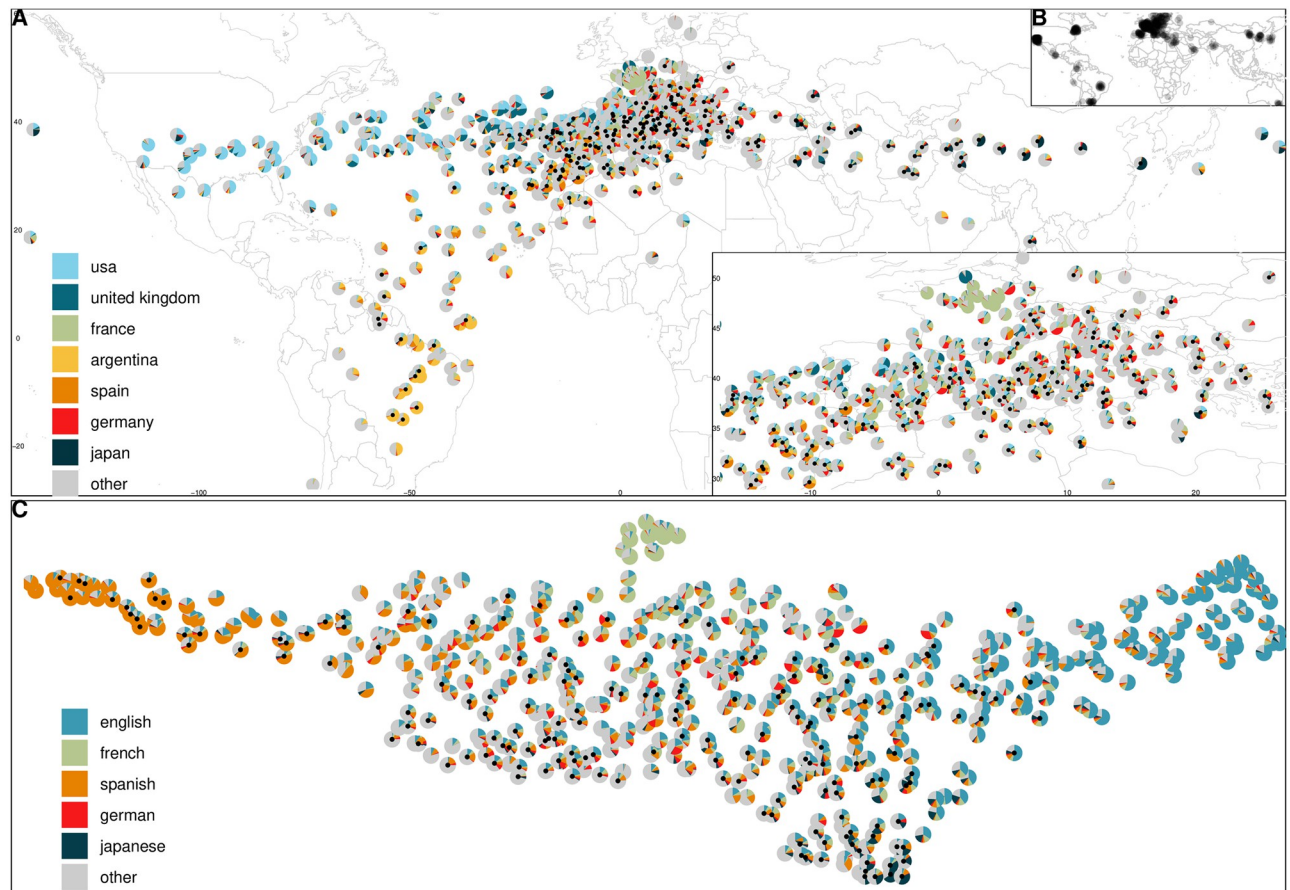 A
B
40
20
0
−20
usa
united kingdom
france
argentina
spain
germany
japan
other
−100
−50
0
50
45
40
35
30
−10
0
10
20
C
english
french
spanish
german
japanese
other